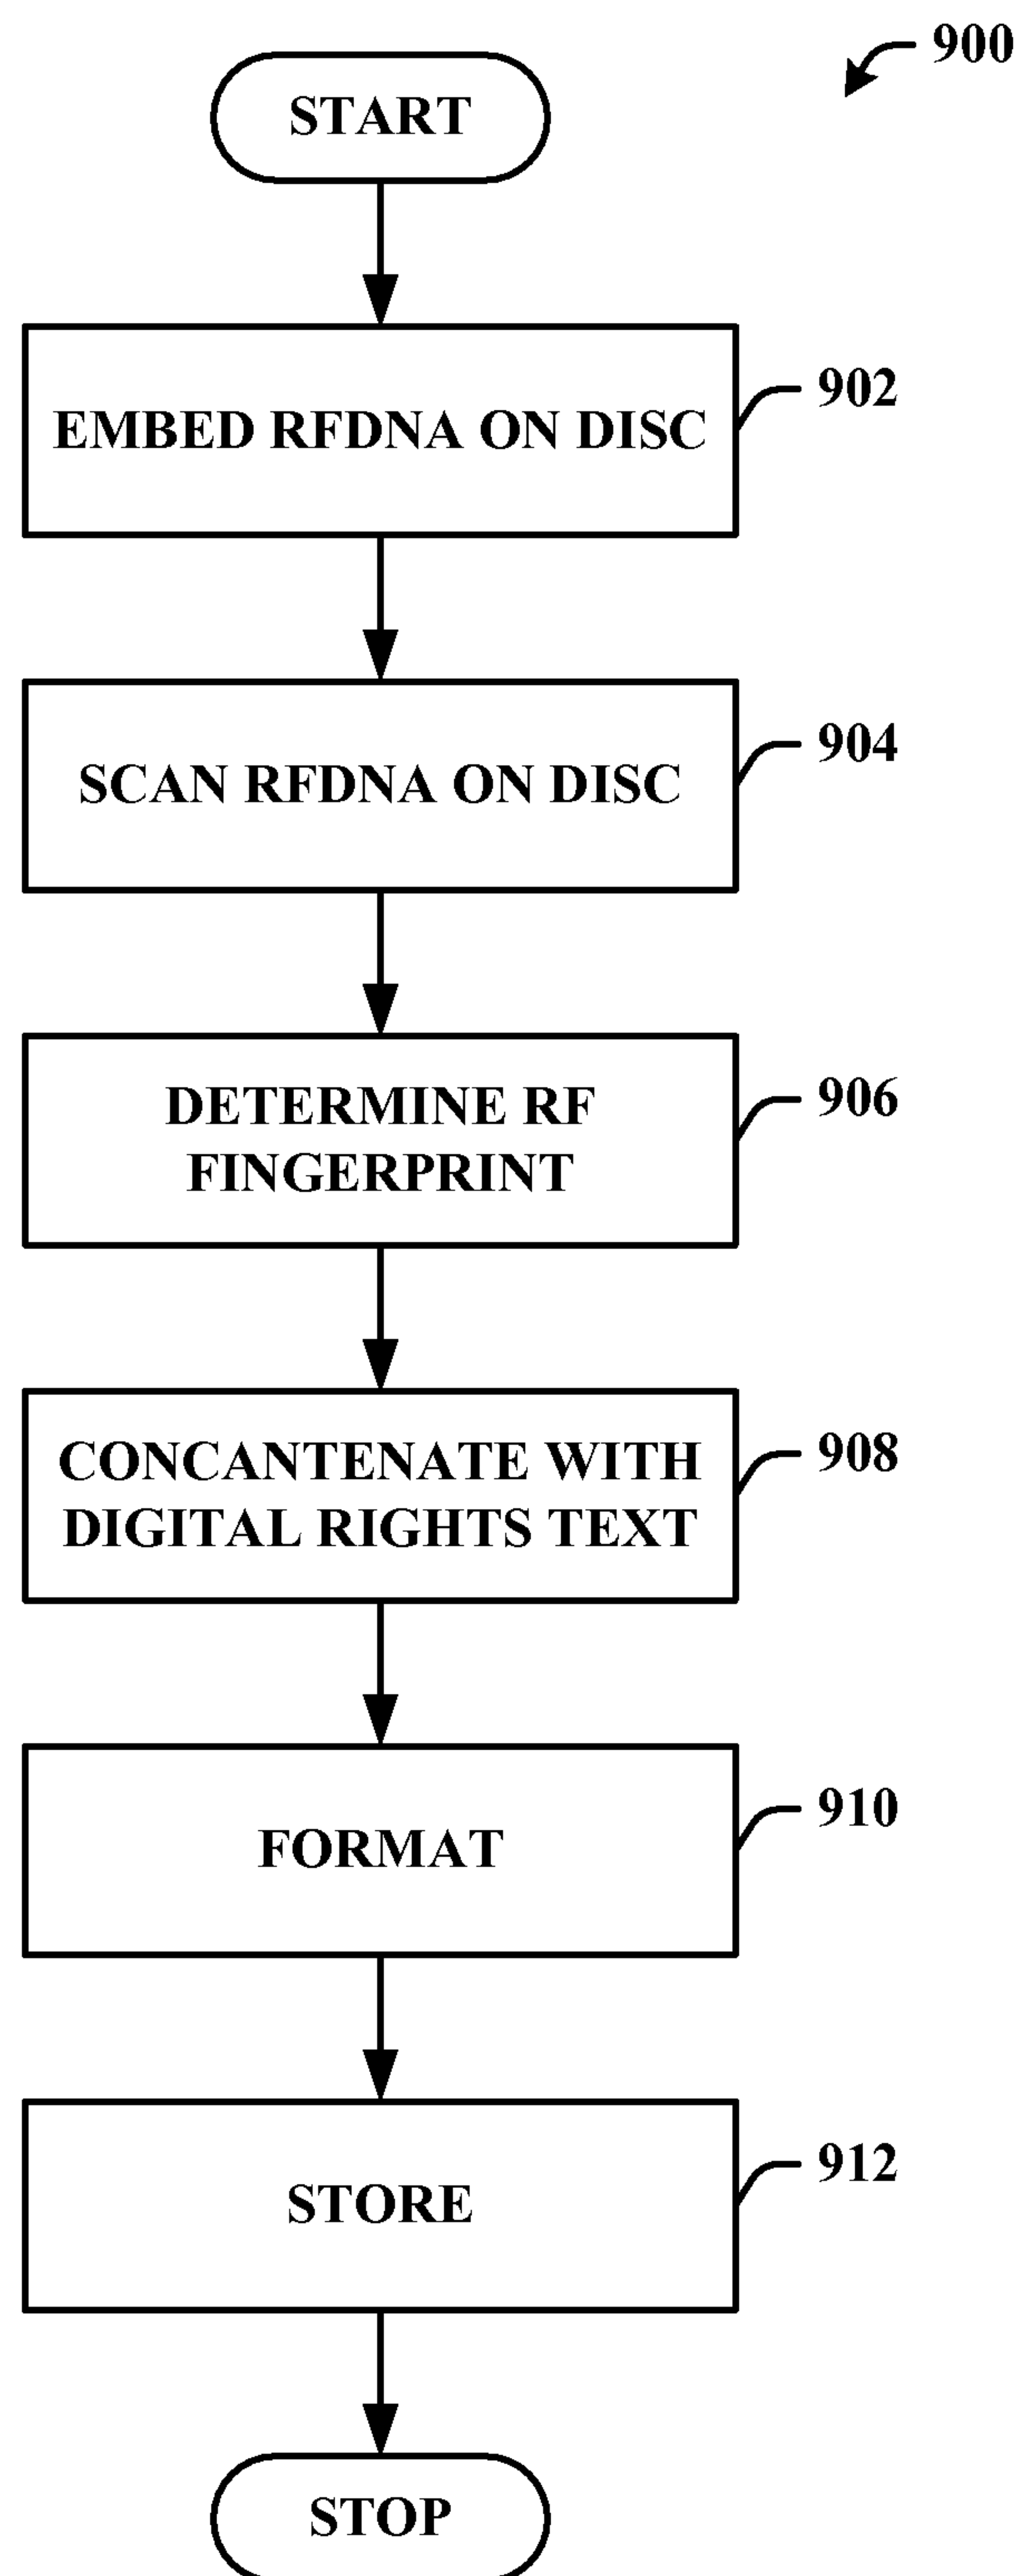 900
START
EMBED RFDNA ON DISC
902
SCAN RFDNA ON DISC
904
DETERMINE RF
FINGERPRINT
906
CONCANTENATE WITH
DIGITAL RIGHTS TEXT
908
FORMAT
910
STORE
912
STOP